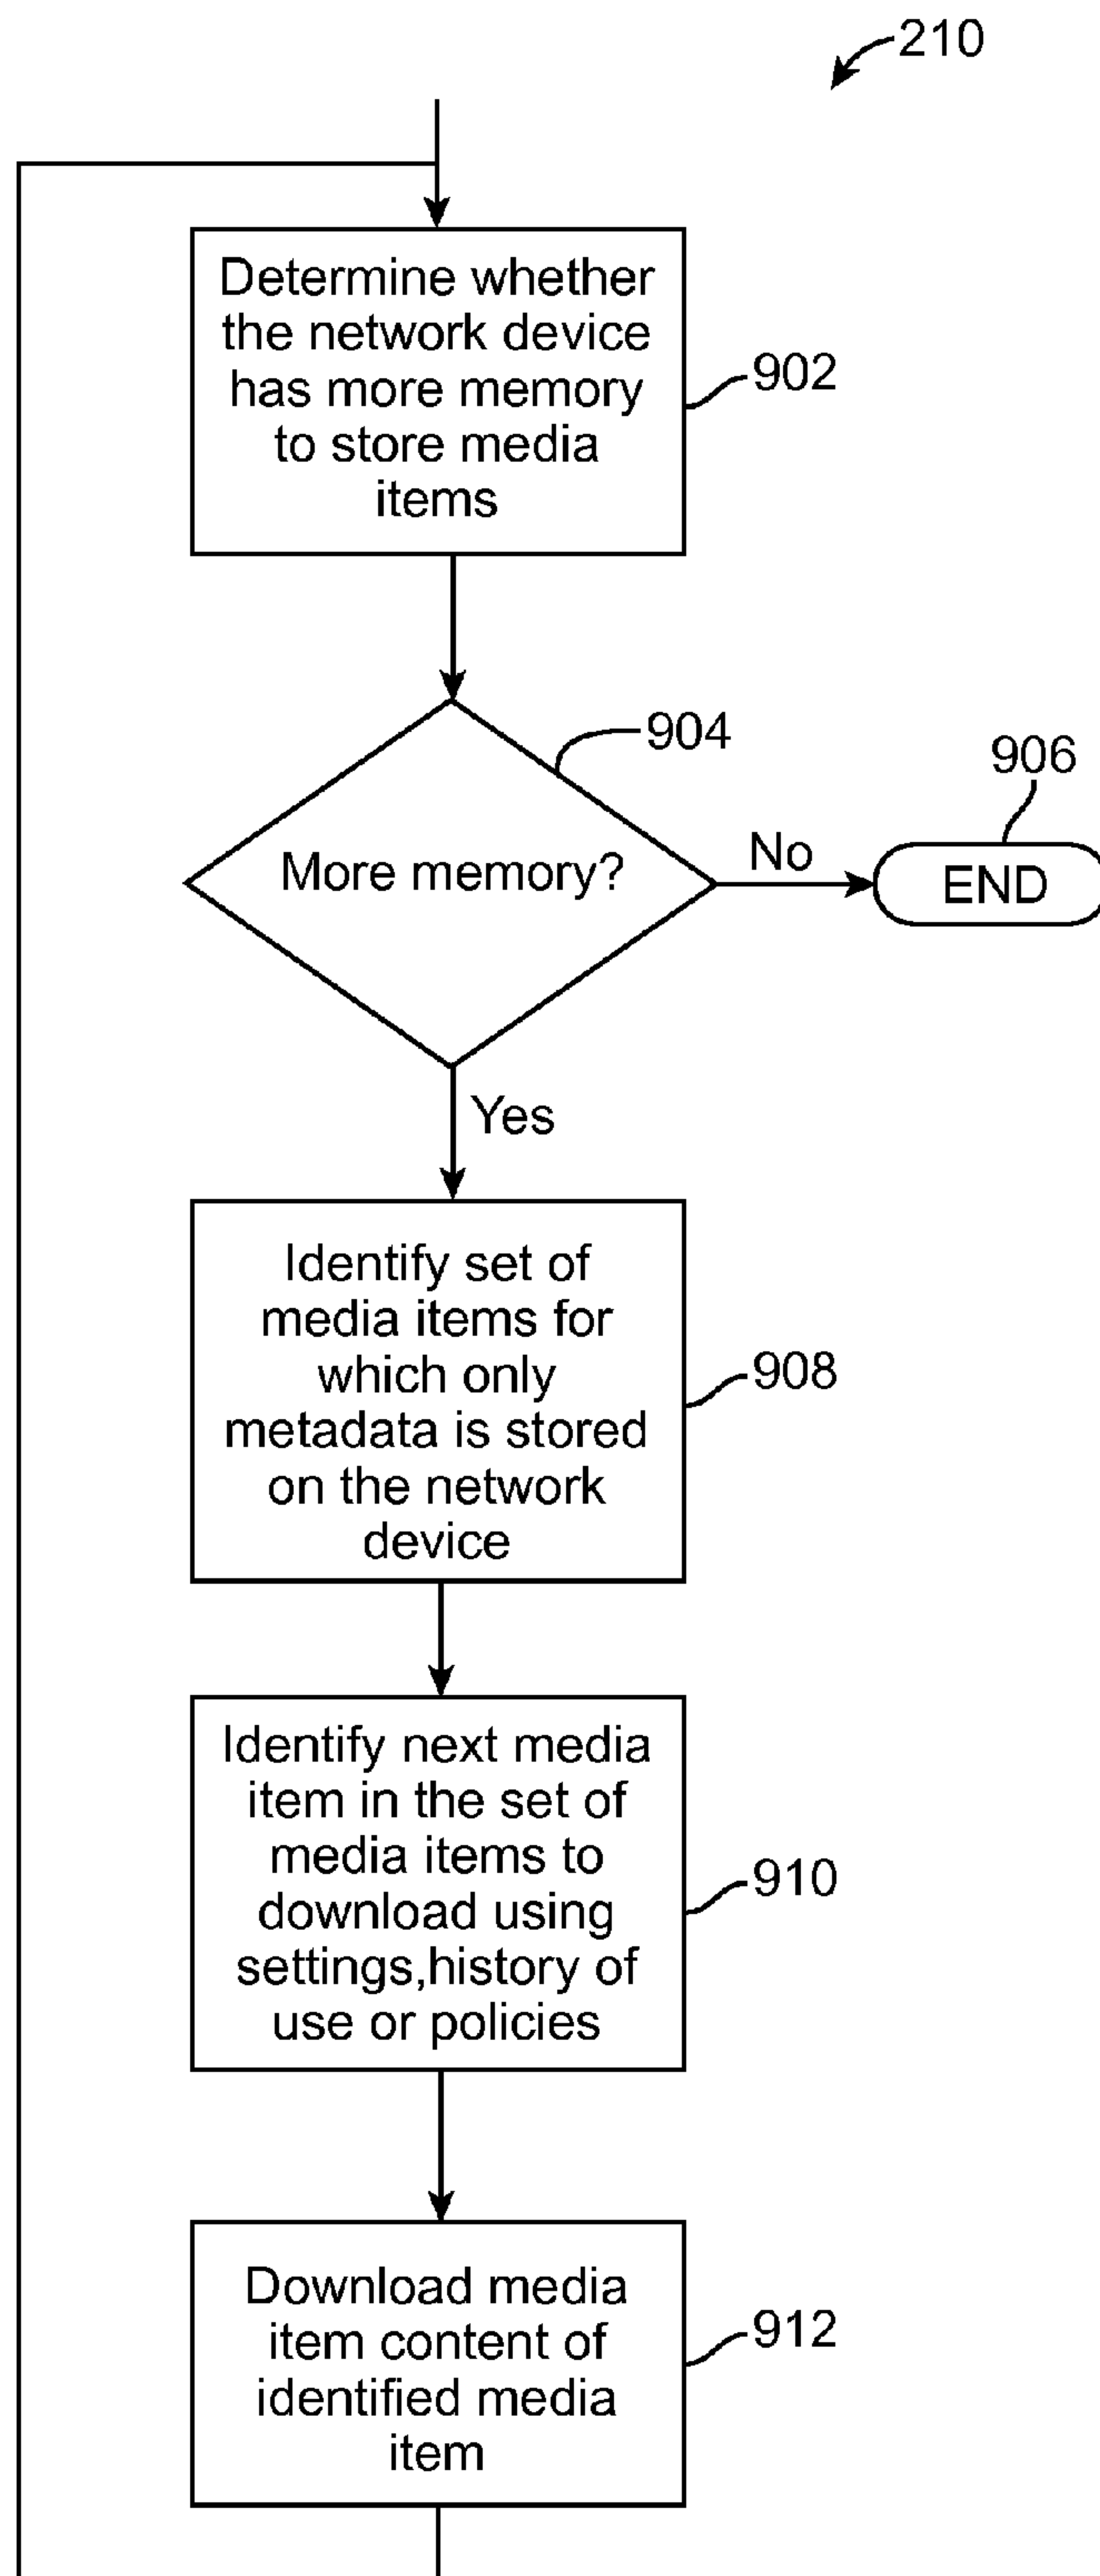 210
Determine whether
the network device
has more memory
to store media
items
902
904
More memory?
No
906
END
Yes
Identify set of
media items for
which only
metadata is stored
on the network
device
908
Identify next media
item in the set of
media items to
download using
settings,history of
use or policies
910
Download media
item content of
identified media
item
912